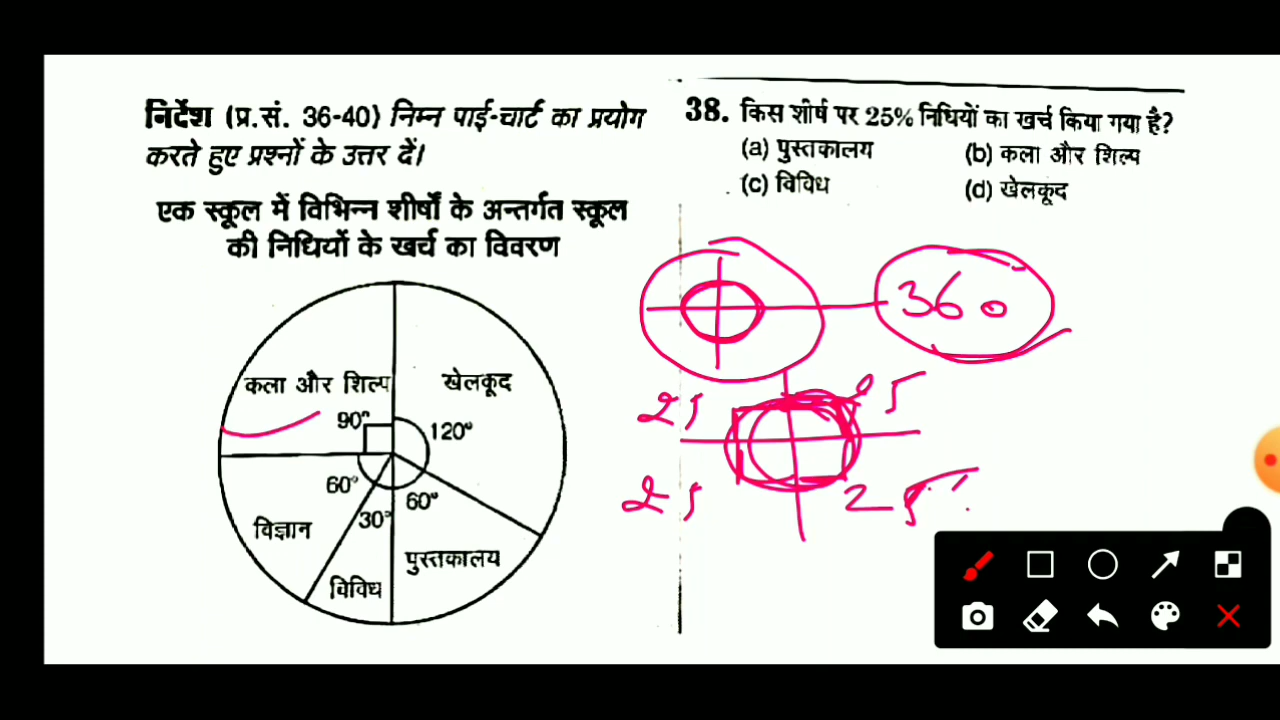 निर्देश (प्र.सं. 36-40) निम्न पाई-चार्ट का प्रयोग
करते हुए प्रश्नों के उत्तर दें।
एक स्कूल में विभिन्न शीर्षों के अन्तर्गत स्कूल
की निधियों के खर्च का विवरण
कला और शिल्प
खेलकूद
90°
120°
60°
60°
30°
विज्ञान
पुस्तकालय
विविध
38. किस शीर्ष पर 25% निधियों का खर्च किया गया है?
(a) पुस्तकालय (b) कला और शिल्प
(c) विविध (d) खेलकूद
360
25 25
25 25